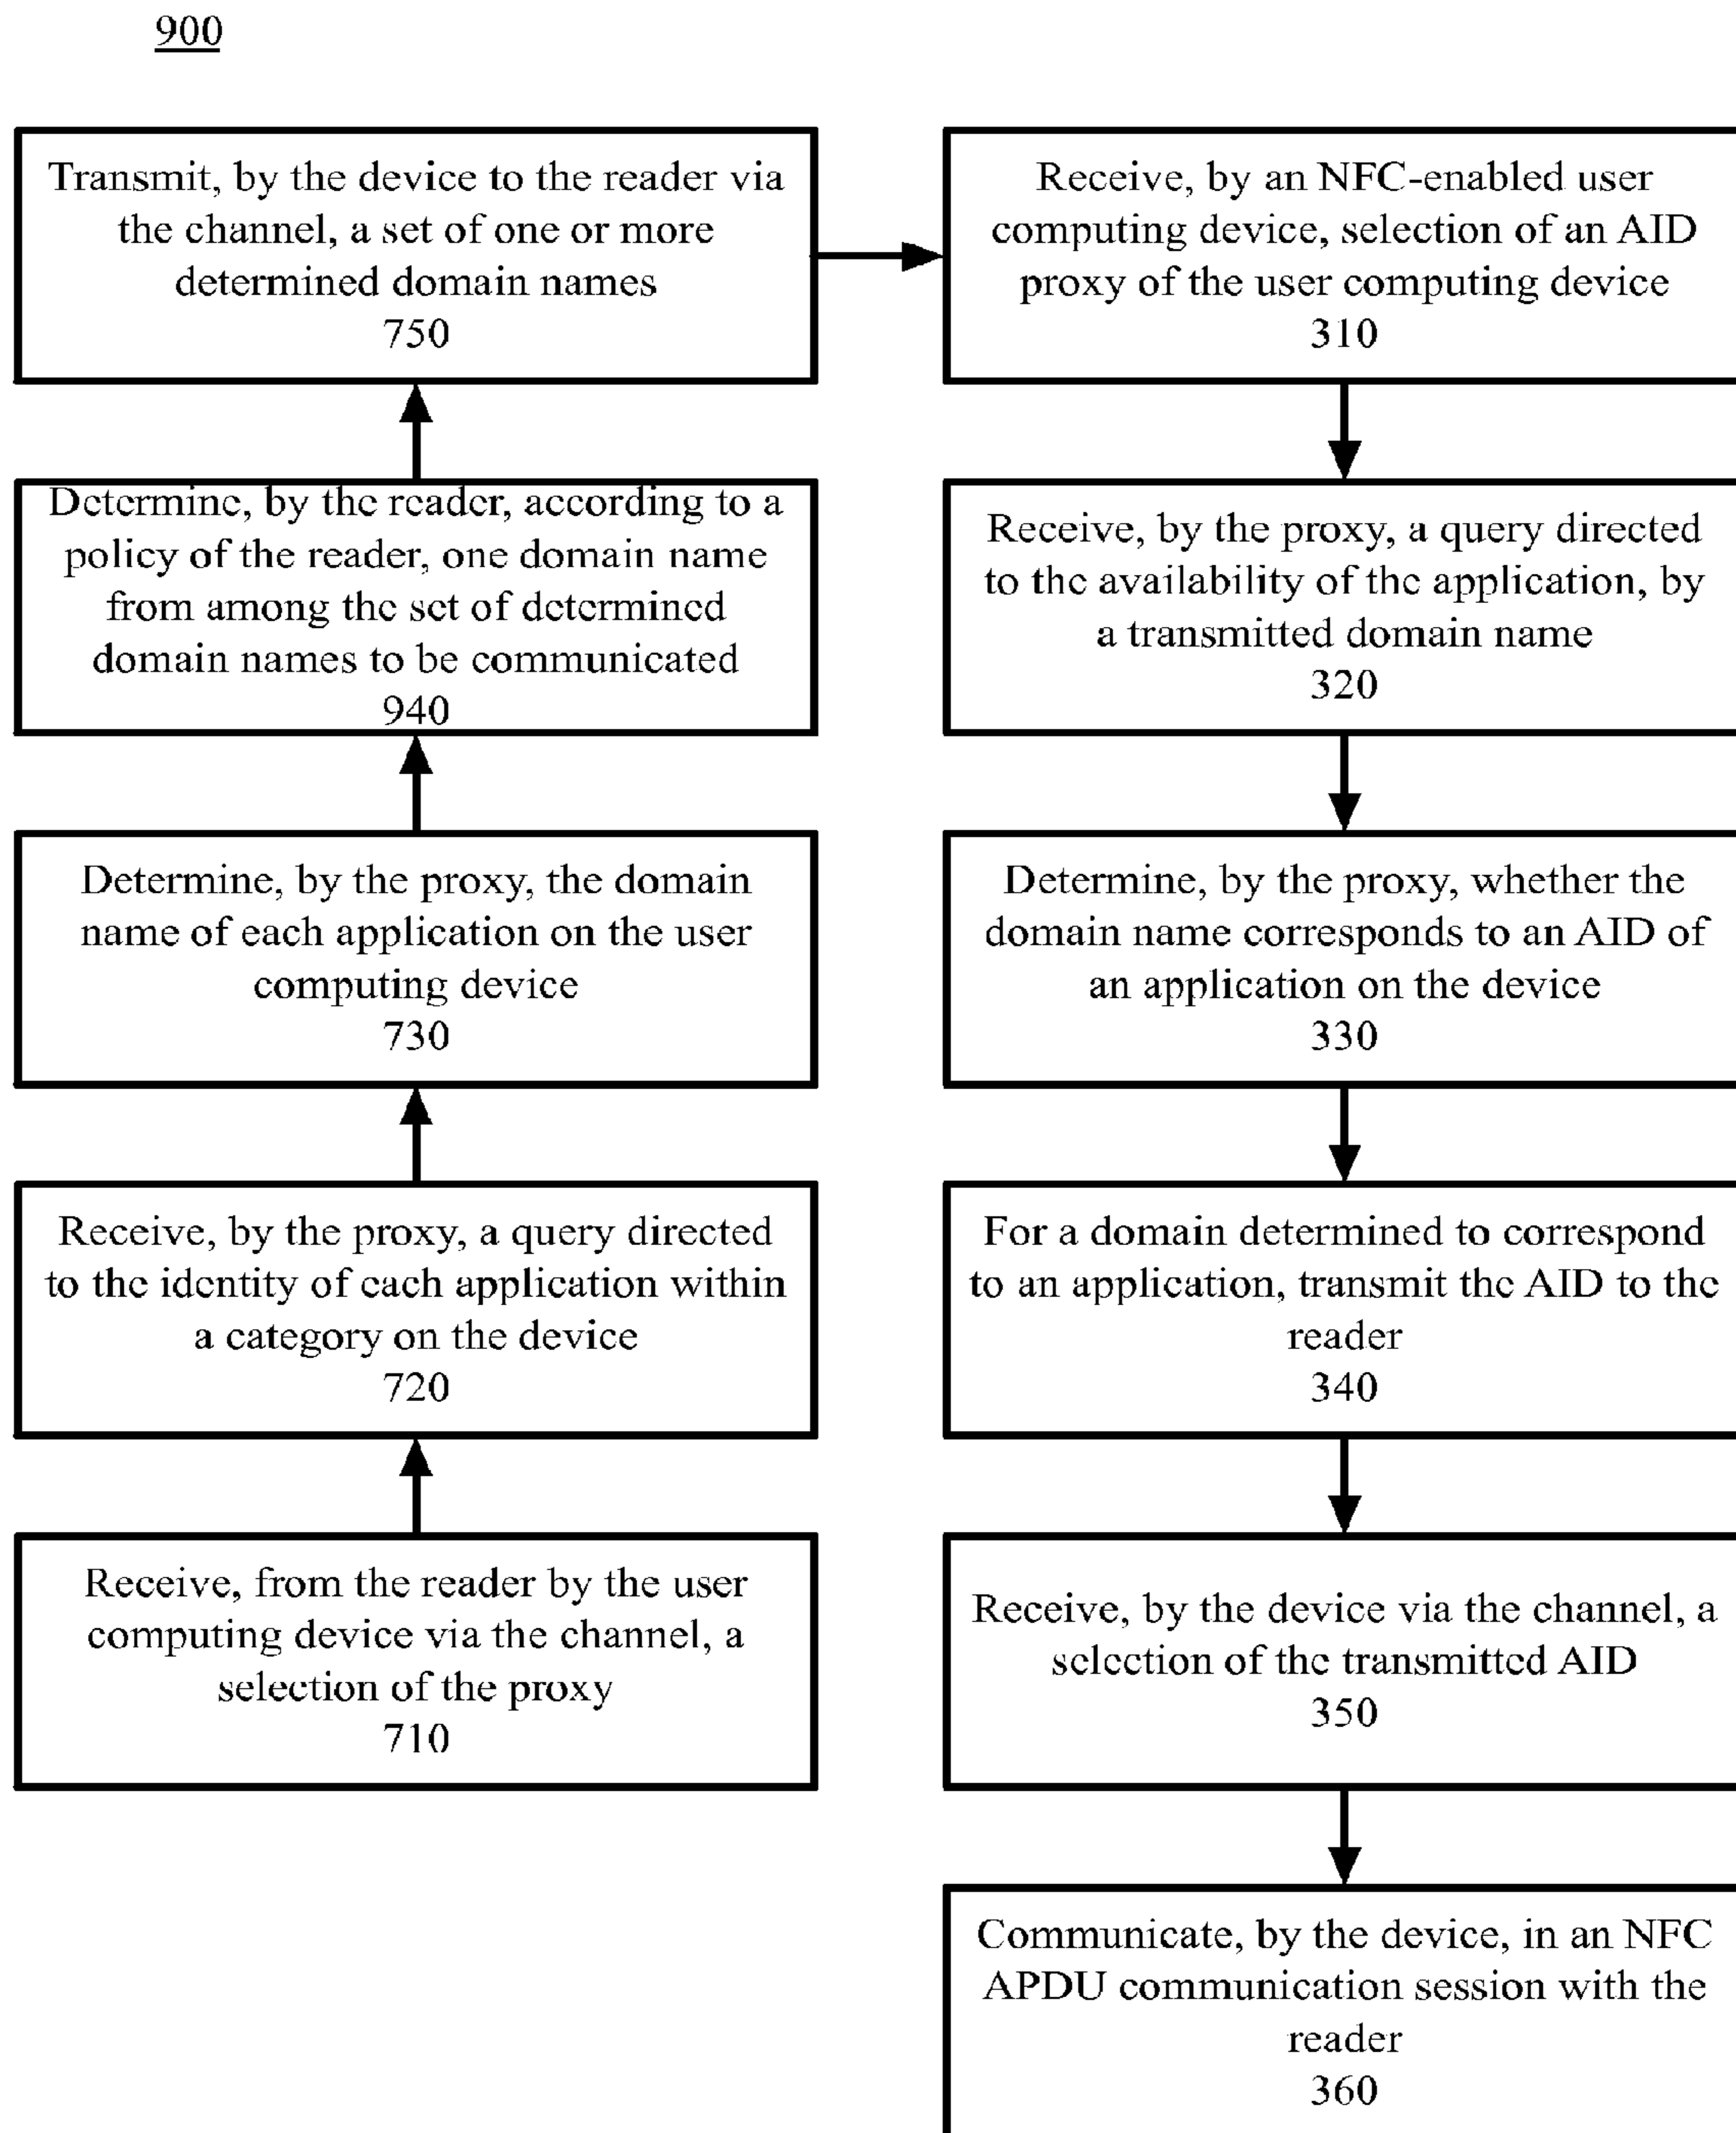 900
Transmit, by the device to the reader via
the channel, a set of one or more
determined domain names
750
Determine, by the reader, according to a
policy of the reader, one domain name
from among the set of determined
domain names to be communicated
940
Determine, by the proxy, the domain
name of each application on the user
computing device
730
Receive, by the proxy, a query directed
to the identity of each application within
a category on the device
720
Receive, from the reader by the user
computing device via the channel, a
selection of the proxy
710
Receive, by an NFC-enabled user
computing device, selection of an AID
proxy of the user computing device
310
Receive, by the proxy, a query directed
to the availability of the application, by
a transmitted domain name
320
Determine, by the proxy, whether the
domain name corresponds to an AID of
an application on the device
330
For a domain determined to correspond
to an application, transmit the AID to the
reader
340
Receive, by the device via the channel, a
selection of the transmitted AID
350
Communicate, by the device, in an NFC
APDU communication session with the
reader
360